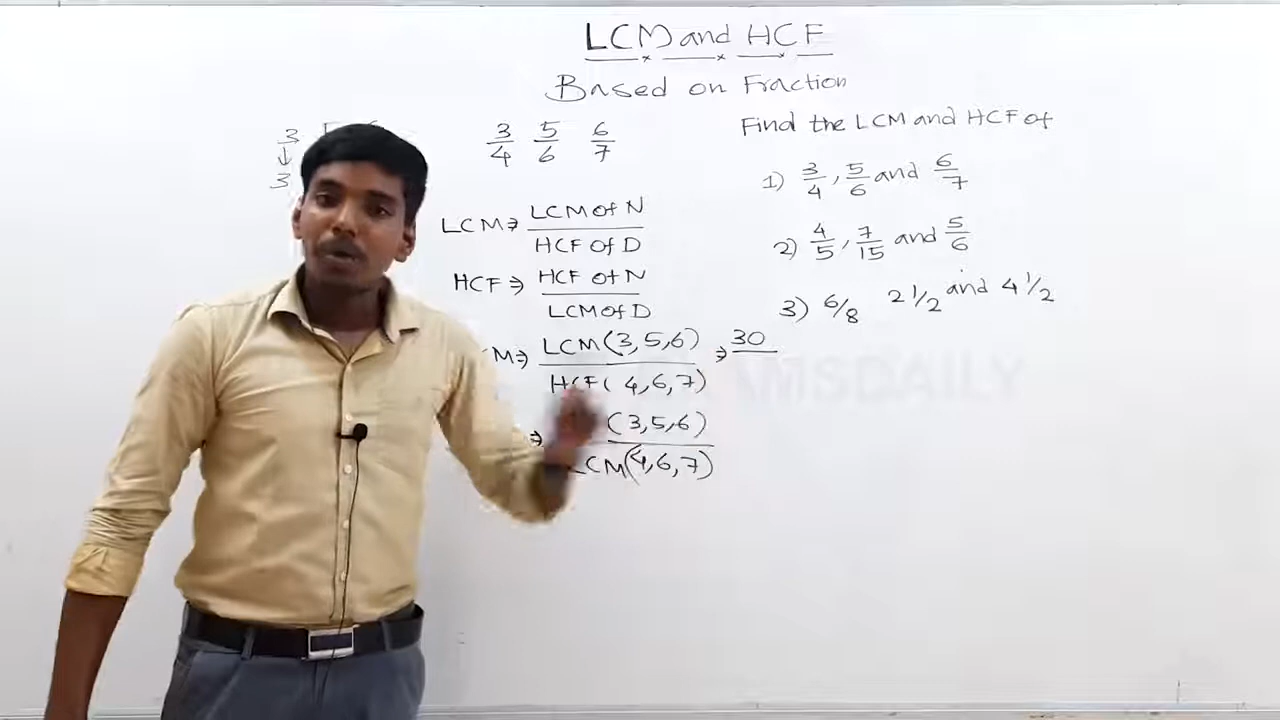 LCM and HCF
Based on Fraction
3
↓
3
3/4 5/6 6/7
LCM ⇒ LCM of N / HCF of D
HCF ⇒ HCF of N / LCM of D
M ⇒ LCM(3,5,6) / HCF( 4,6,7) ⇒ 30
⇒ (3,5,6) / LCM(4,6,7)
Find the LCM and HCF of
1) 3/4, 5/6 and 6/7
2) 4/5, 7/15 and 5/6
3) 6/8 2 1/2 and 4 1/2
AMSDAILY